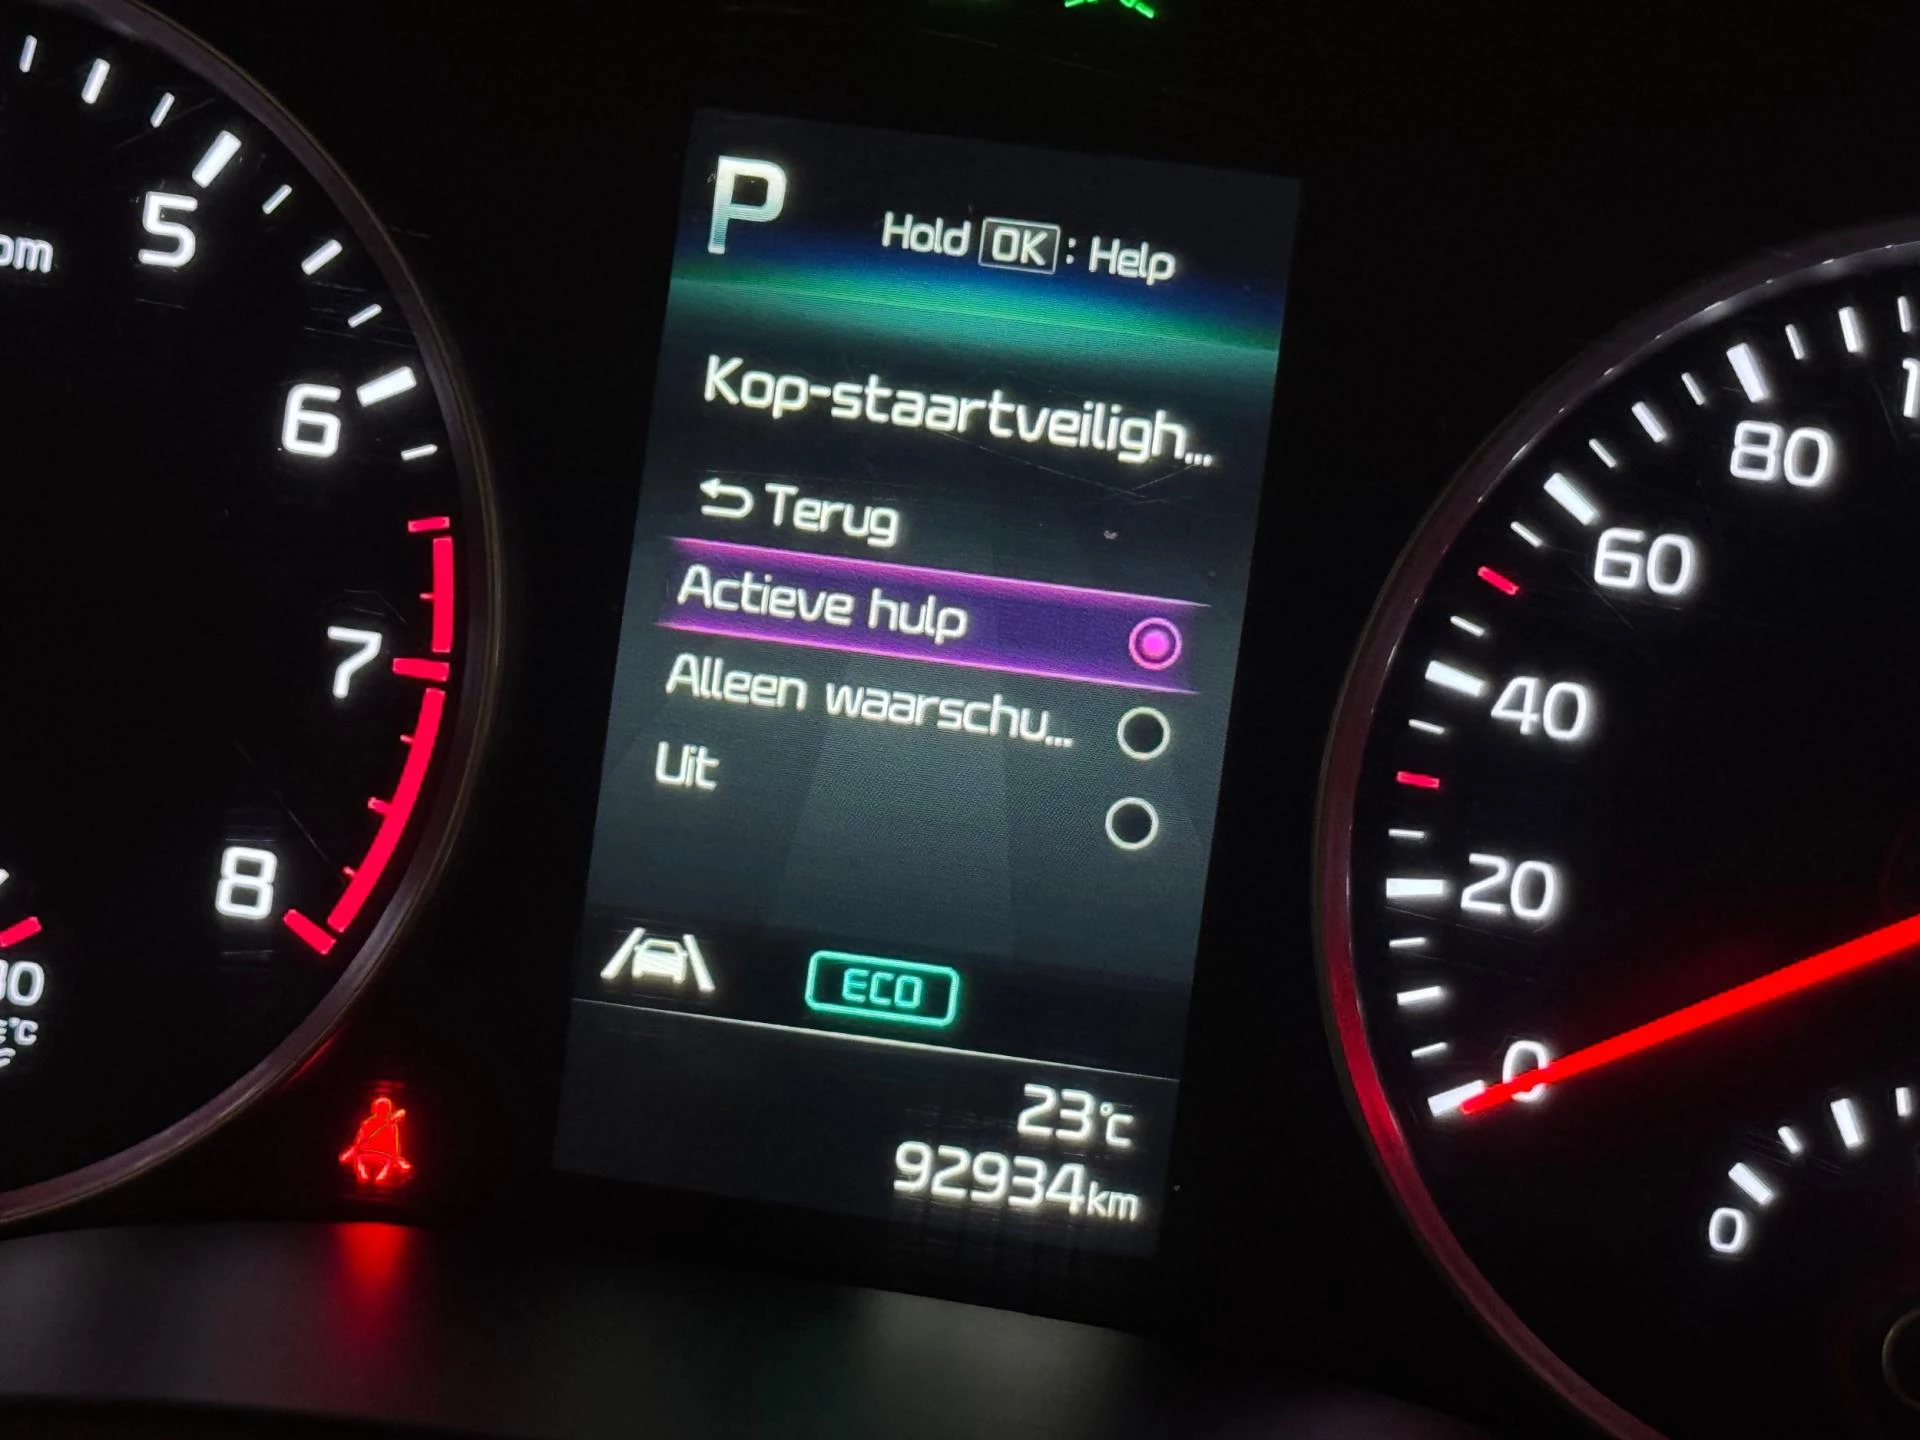 P
Hold OK : Help
Kop-staartveiligh...
Terug
Actieve hulp
Alleen waarschu...
Uit
ECO
23°C
92934km
5
6
7
8
80
60
40
20
0
0